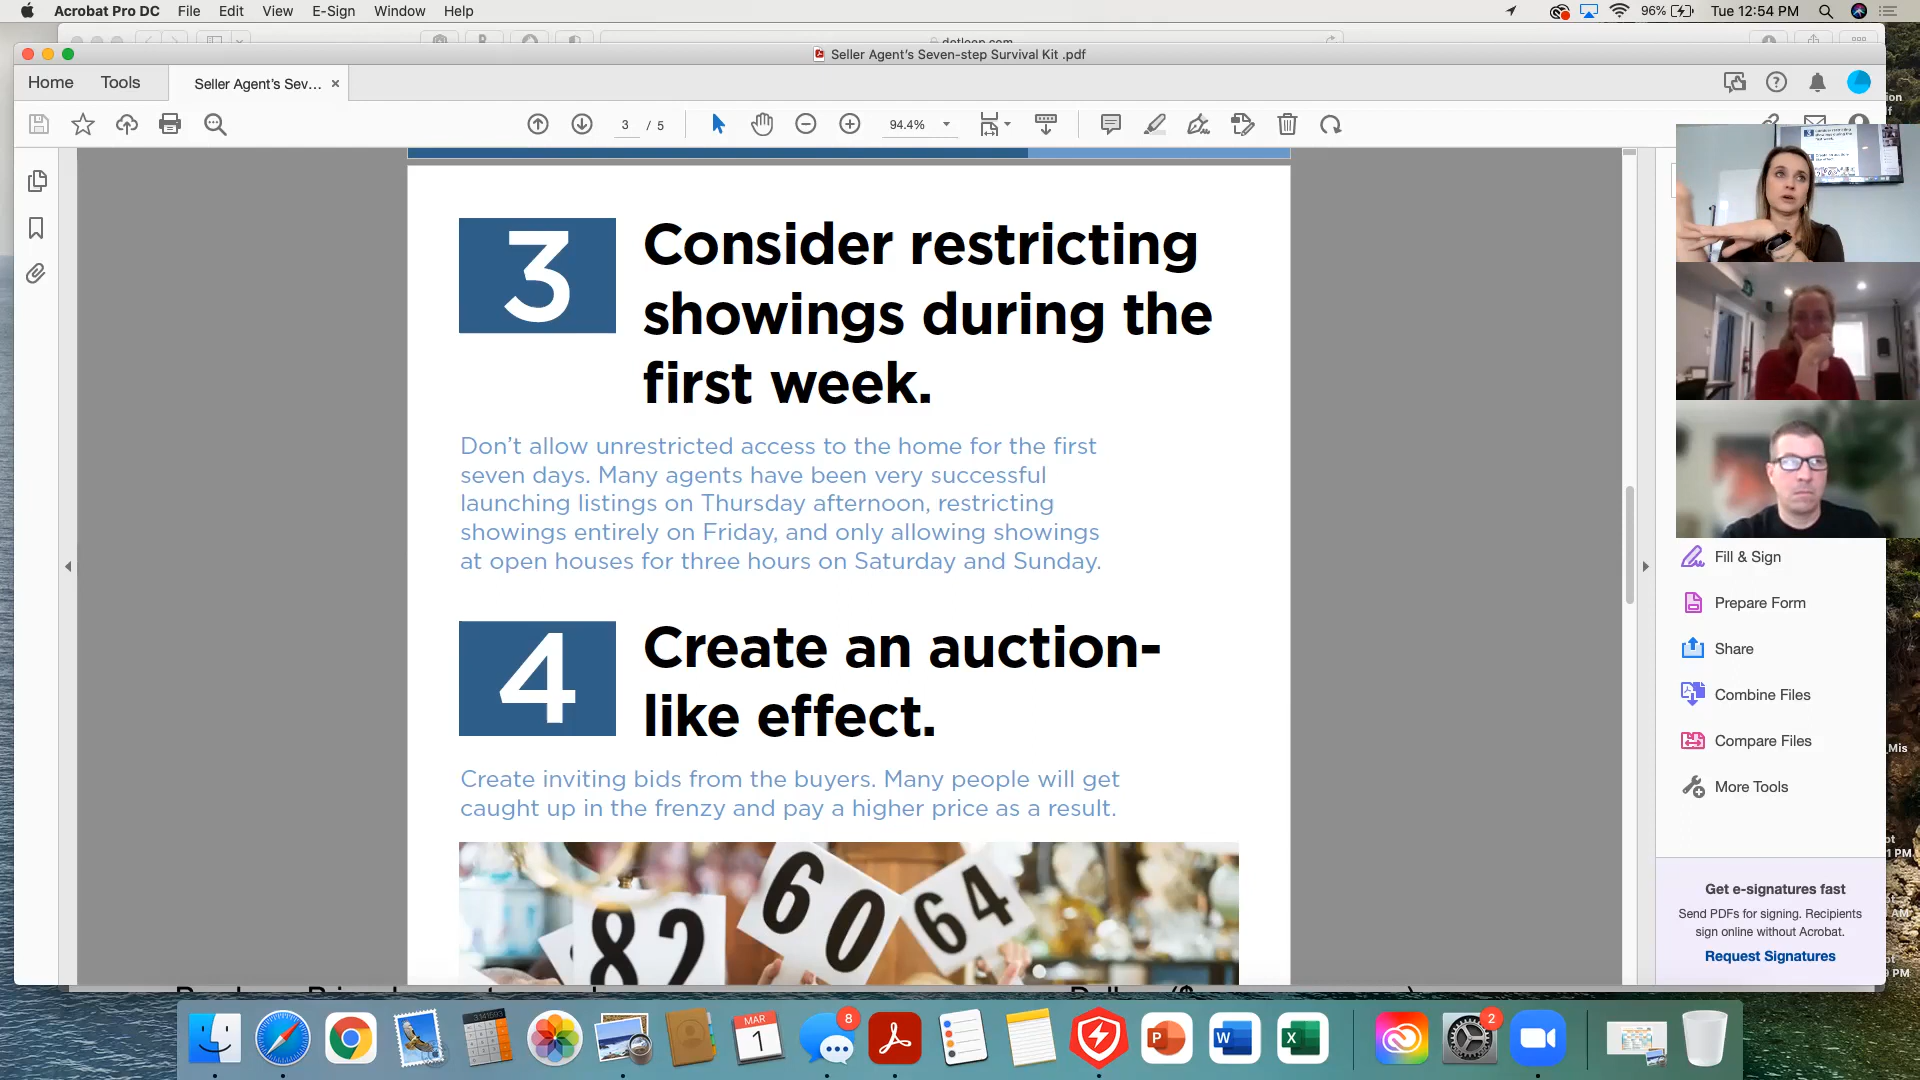 Acrobat Pro DC File Edit View E-Sign Window Help
96% Tue 12:54 PM
dotloop.com
Seller Agent's Seven-step Survival Kit .pdf
Home Tools Seller Agent's Sev... ×
3 / 5 94.4%
3 Consider restricting
showings during the
first week.
Don't allow unrestricted access to the home for the first
seven days. Many agents have been very successful
launching listings on Thursday afternoon, restricting
showings entirely on Friday, and only allowing showings
at open houses for three hours on Saturday and Sunday.
4 Create an auction-
like effect.
Create inviting bids from the buyers. Many people will get
caught up in the frenzy and pay a higher price as a result.
82 60 64
Fill & Sign
Prepare Form
Share
Combine Files
Compare Files
More Tools
Get e-signatures fast
Send PDFs for signing. Recipients
sign online without Acrobat.
Request Signatures
MAR
1
8
2
P
W
X